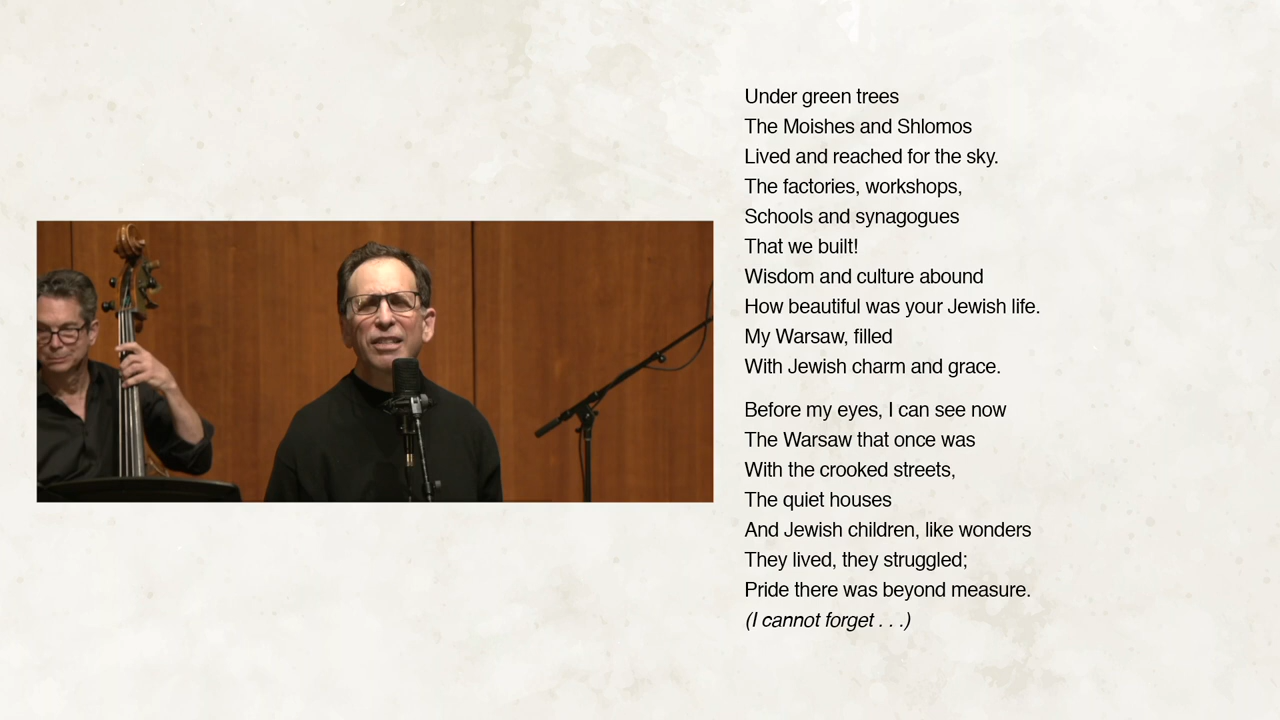 Under green trees
The Moishes and Shlomos
Lived and reached for the sky.
The factories, workshops,
Schools and synagogues
That we built!
Wisdom and culture abound
How beautiful was your Jewish life.
My Warsaw, filled
With Jewish charm and grace.
Before my eyes, I can see now
The Warsaw that once was
With the crooked streets,
The quiet houses
And Jewish children, like wonders
They lived, they struggled;
Pride there was beyond measure.
(I cannot forget . . .)